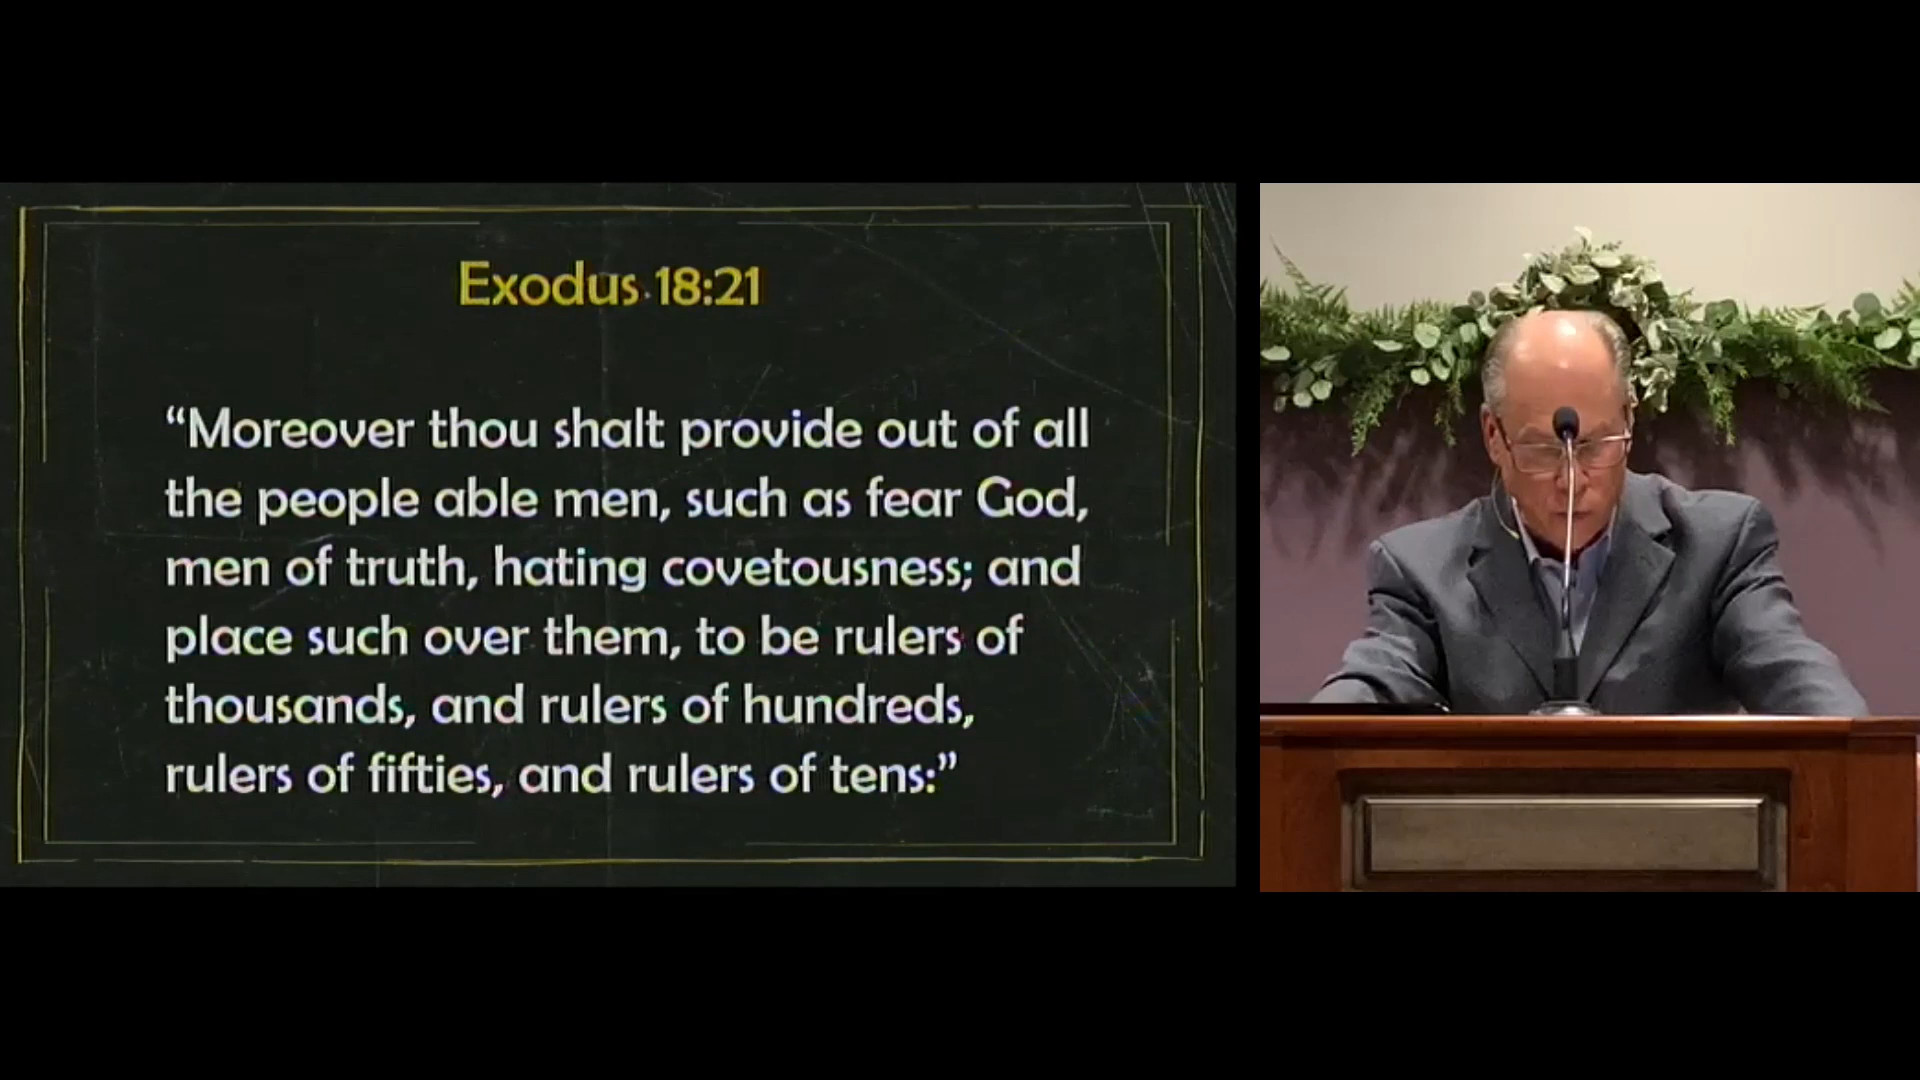 Exodus 18:21
“Moreover thou shalt provide out of all
the people able men, such as fear God,
men of truth, hating covetousness; and
place such over them, to be rulers of
thousands, and rulers of hundreds,
rulers of fifties, and rulers of tens:”